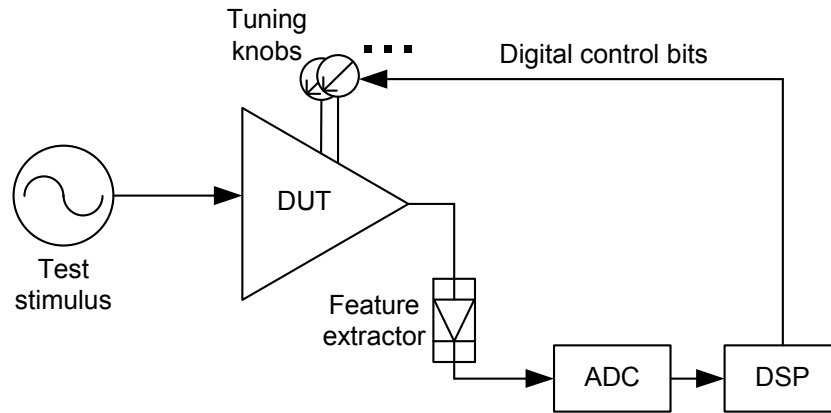 Tuning
knobs
Digital control bits
DUT
Test
stimulus
Feature
extractor
ADC
DSP